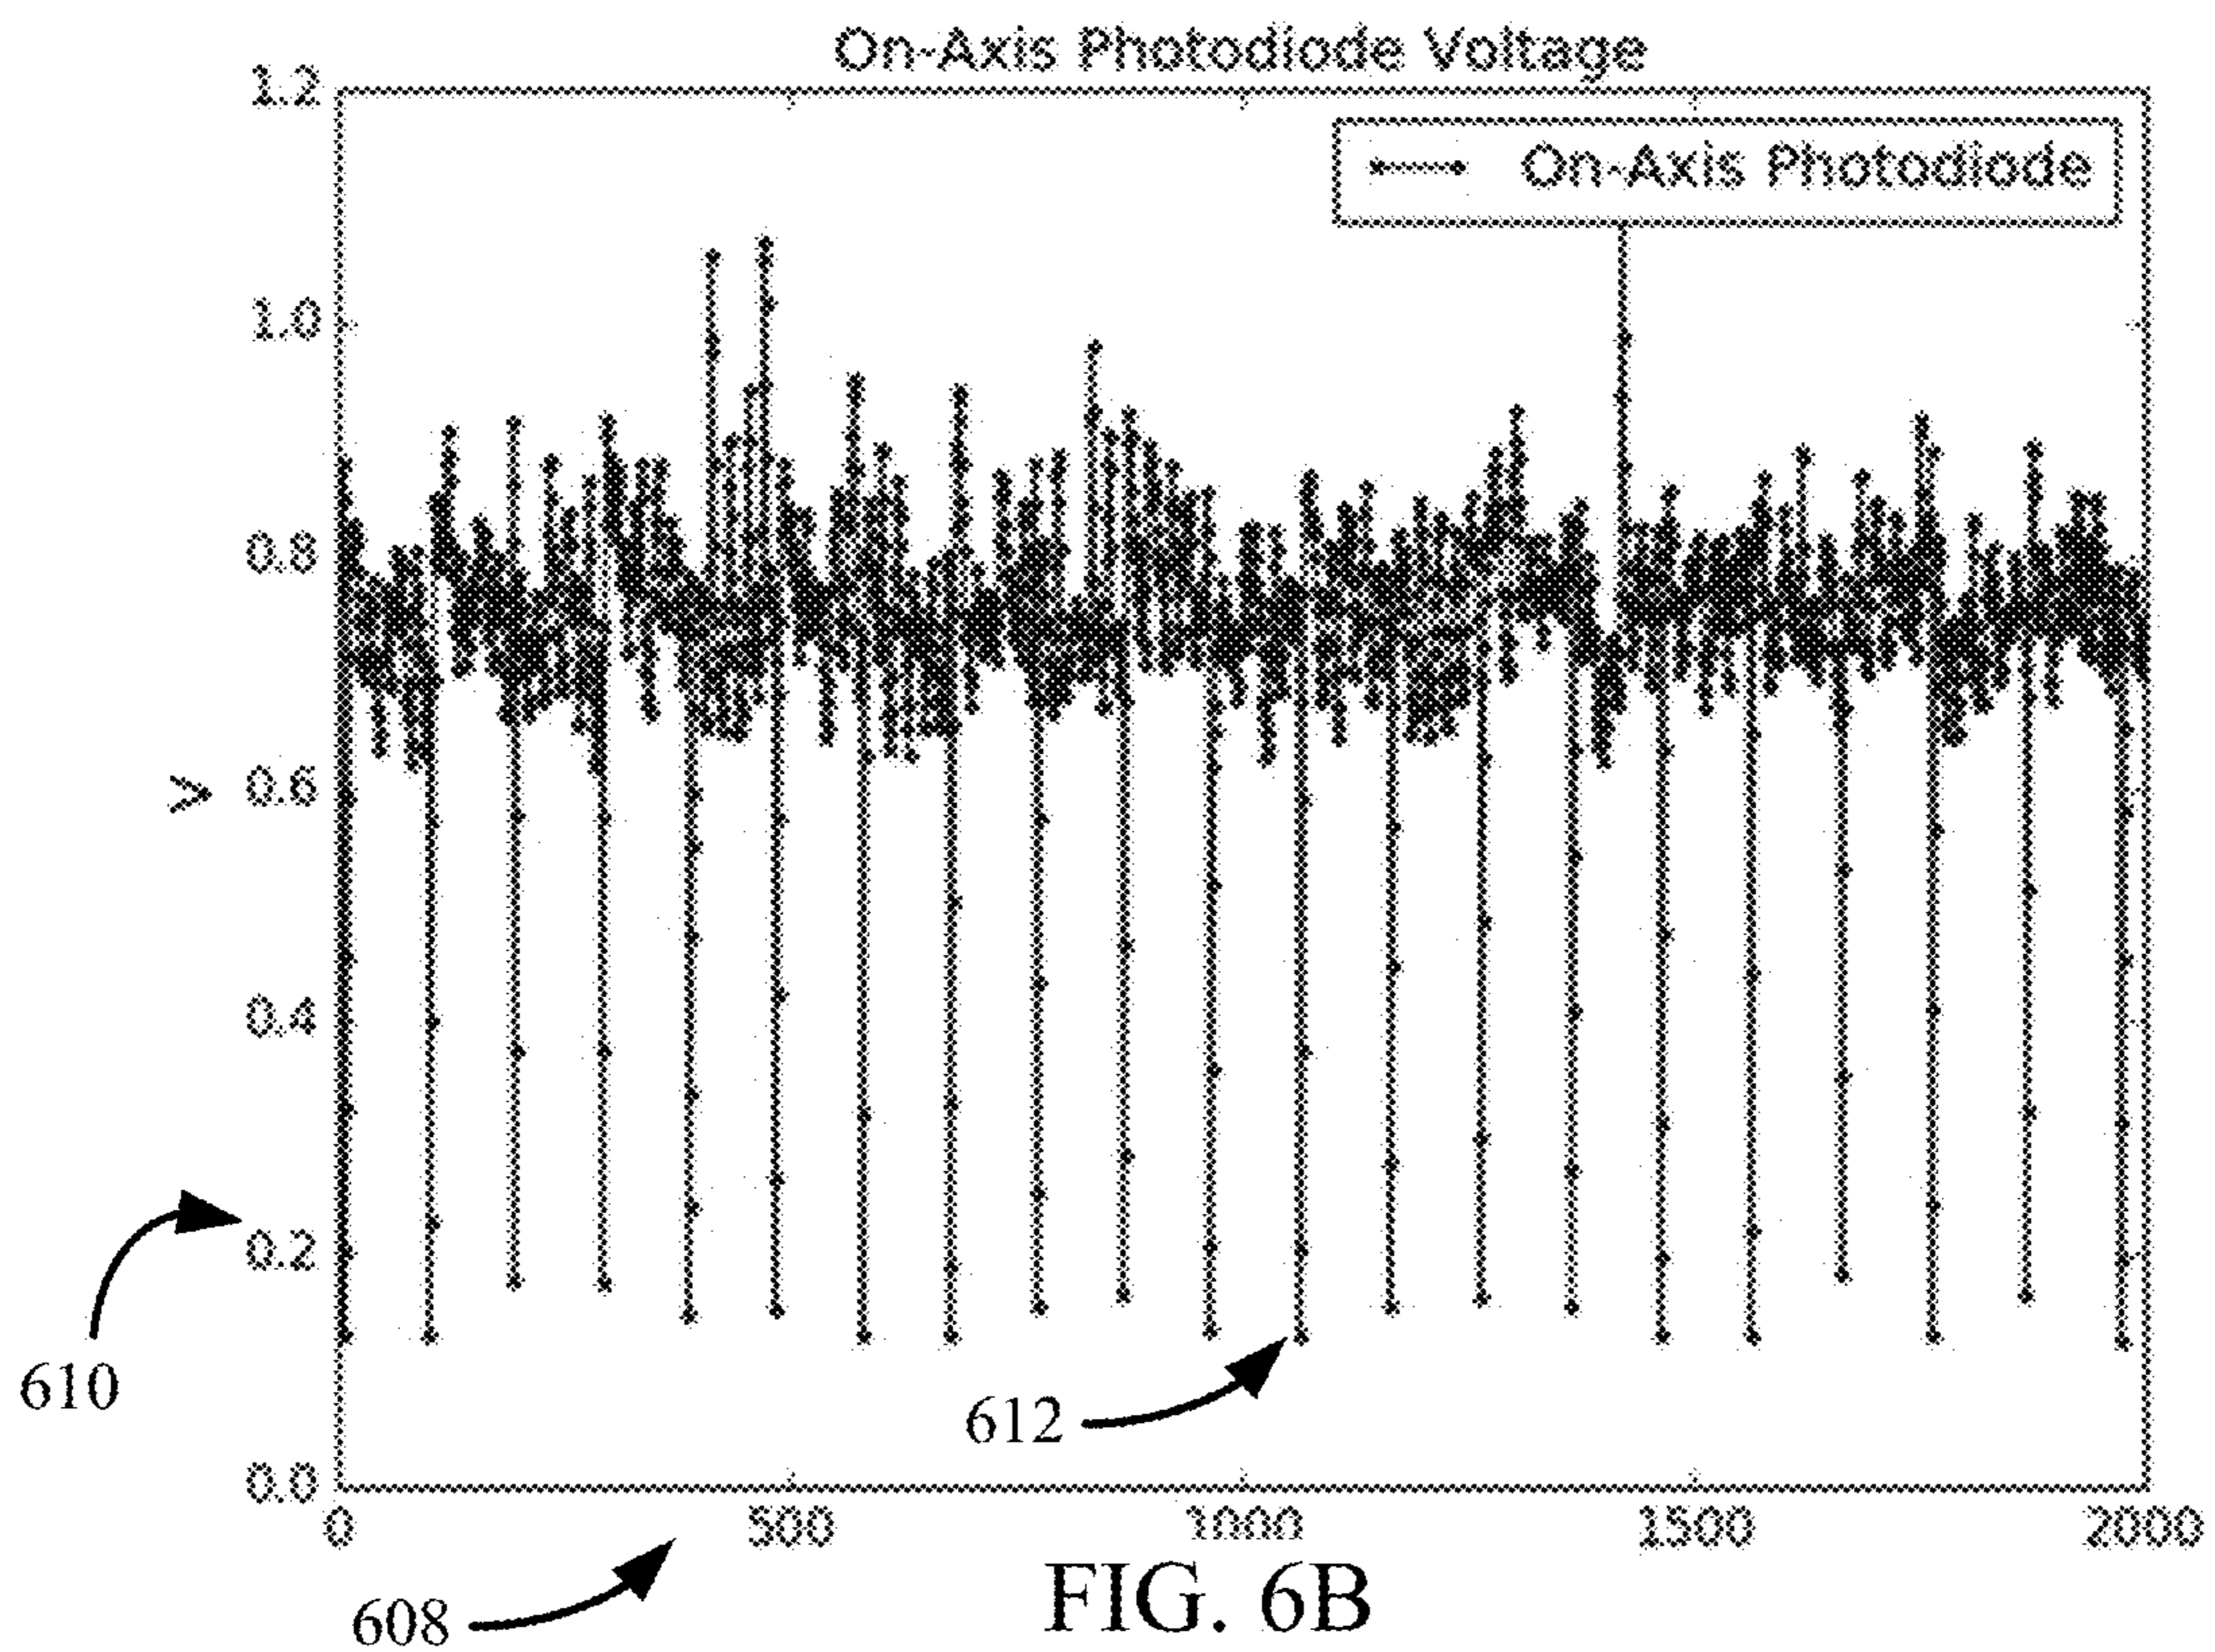 On-Axis Photodiode Voltage
1.2
On-Axis Photodiode
1.0
0.8
V
0.6
0.4
0.2
610
612
0.0
0 500 1000 1500 2000
608
FIG. 6B